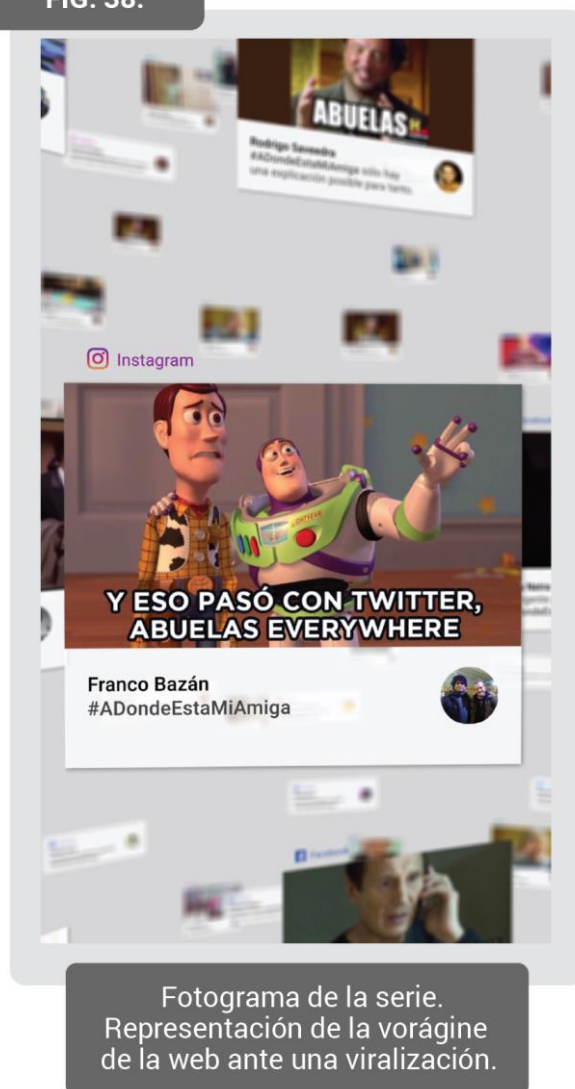 FIG. 38.
ABUELAS
Rodrigo Saavedra
#ADondeEstaMiAmiga sólo hay
una explicación posible para tanto.
Instagram
LIGHTYEAR
Y ESO PASÓ CON TWITTER,
ABUELAS EVERYWHERE
Franco Bazán
#ADondeEstaMiAmiga
Facebook
Fotograma de la serie.
Representación de la vorágine
de la web ante una viralización.